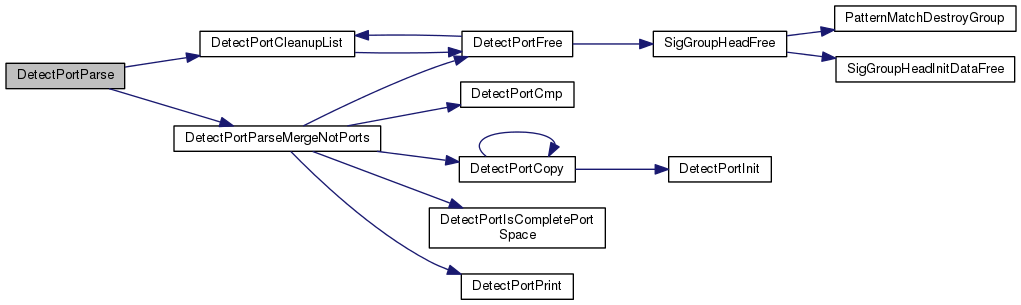 PatternMatchDestroyGroup
DetectPortCleanupList
DetectPortFree
SigGroupHeadFree
SigGroupHeadInitDataFree
DetectPortParse
DetectPortCmp
DetectPortParseMergeNotPorts
DetectPortCopy
DetectPortInit
DetectPortIsCompletePort
Space
DetectPortPrint